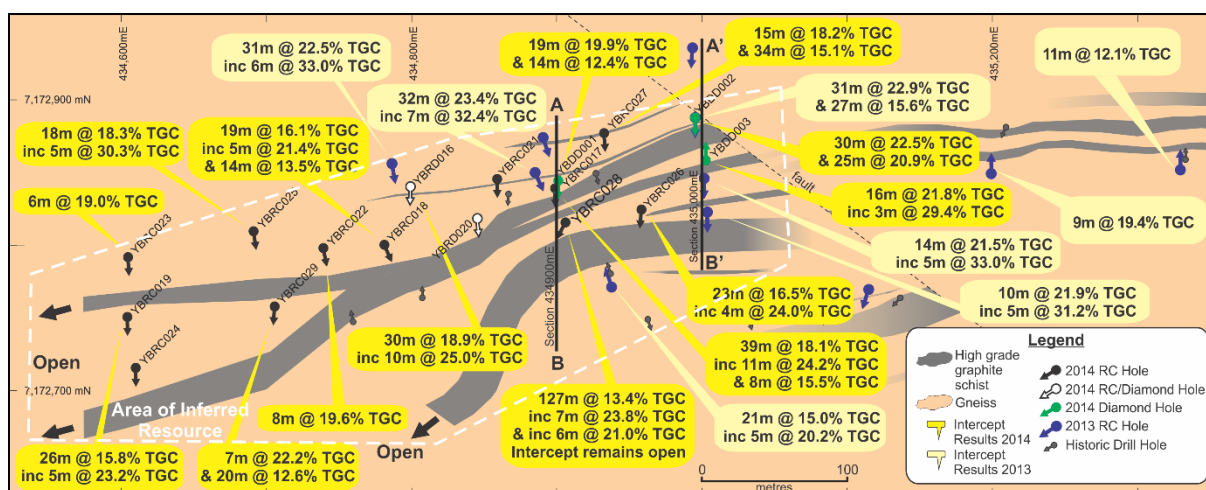 434,600mE
434,800mE
435,200mE
7,172,900 mN
7,172,700 mN
31m @ 22.5% TGC
inc 6m @ 33.0% TGC
19m @ 19.9% TGC
& 14m @ 12.4% TGC
15m @ 18.2% TGC
& 34m @ 15.1% TGC
11m @ 12.1% TGC
32m @ 23.4% TGC
inc 7m @ 32.4% TGC
31m @ 22.9% TGC
& 27m @ 15.6% TGC
18m @ 18.3% TGC
inc 5m @ 30.3% TGC
19m @ 16.1% TGC
inc 5m @ 21.4% TGC
& 14m @ 13.5% TGC
30m @ 22.5% TGC
& 25m @ 20.9% TGC
6m @ 19.0% TGC
16m @ 21.8% TGC
inc 3m @ 29.4% TGC
9m @ 19.4% TGC
14m @ 21.5% TGC
inc 5m @ 33.0% TGC
10m @ 21.9% TGC
inc 5m @ 31.2% TGC
23m @ 16.5% TGC
inc 4m @ 24.0% TGC
30m @ 18.9% TGC
inc 10m @ 25.0% TGC
39m @ 18.1% TGC
inc 11m @ 24.2% TGC
& 8m @ 15.5% TGC
8m @ 19.6% TGC
127m @ 13.4% TGC
inc 7m @ 23.8% TGC
& inc 6m @ 21.0% TGC
Intercept remains open
21m @ 15.0% TGC
inc 5m @ 20.2% TGC
26m @ 15.8% TGC
inc 5m @ 23.2% TGC
7m @ 22.2% TGC
& 20m @ 12.6% TGC
A
B
A'
B'
Section 434900mE
Section 435,000mE
fault
YBRC023
YBRC019
YBRC024
YBRC025
YBRC029
YBRC022
YBRC018
YBRD016
YBRD020
YBRC021
YBDD001
YBRC017
YBRC028
YBRC027
YBRC026
YBDD002
YBDD003
Open
Open
Area of Inferred
Resource
0
100
metres
Legend
High grade
graphite
schist
Gneiss
Intercept
Results 2014
Intercept
Results 2013
2014 RC Hole
2014 RC/Diamond Hole
2014 Diamond Hole
2013 RC Hole
Historic Drill Hole